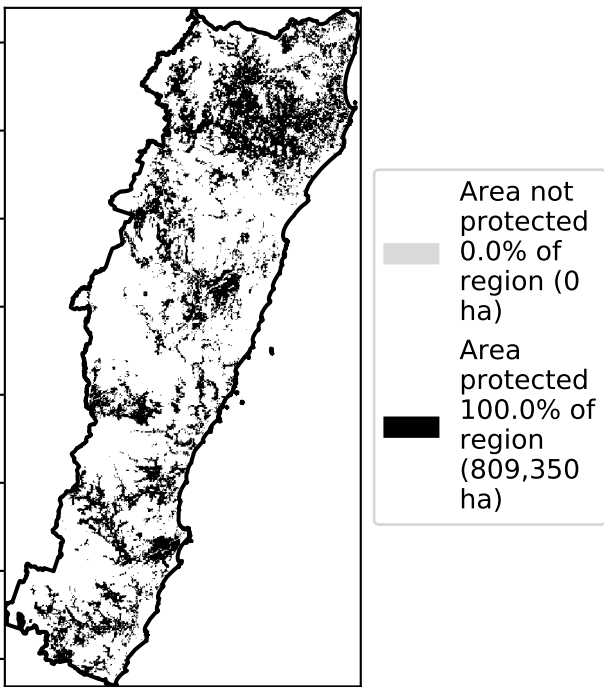 Area not
protected
0.0% of
region (0
ha)
Area
protected
100.0% of
region
(809,350
ha)